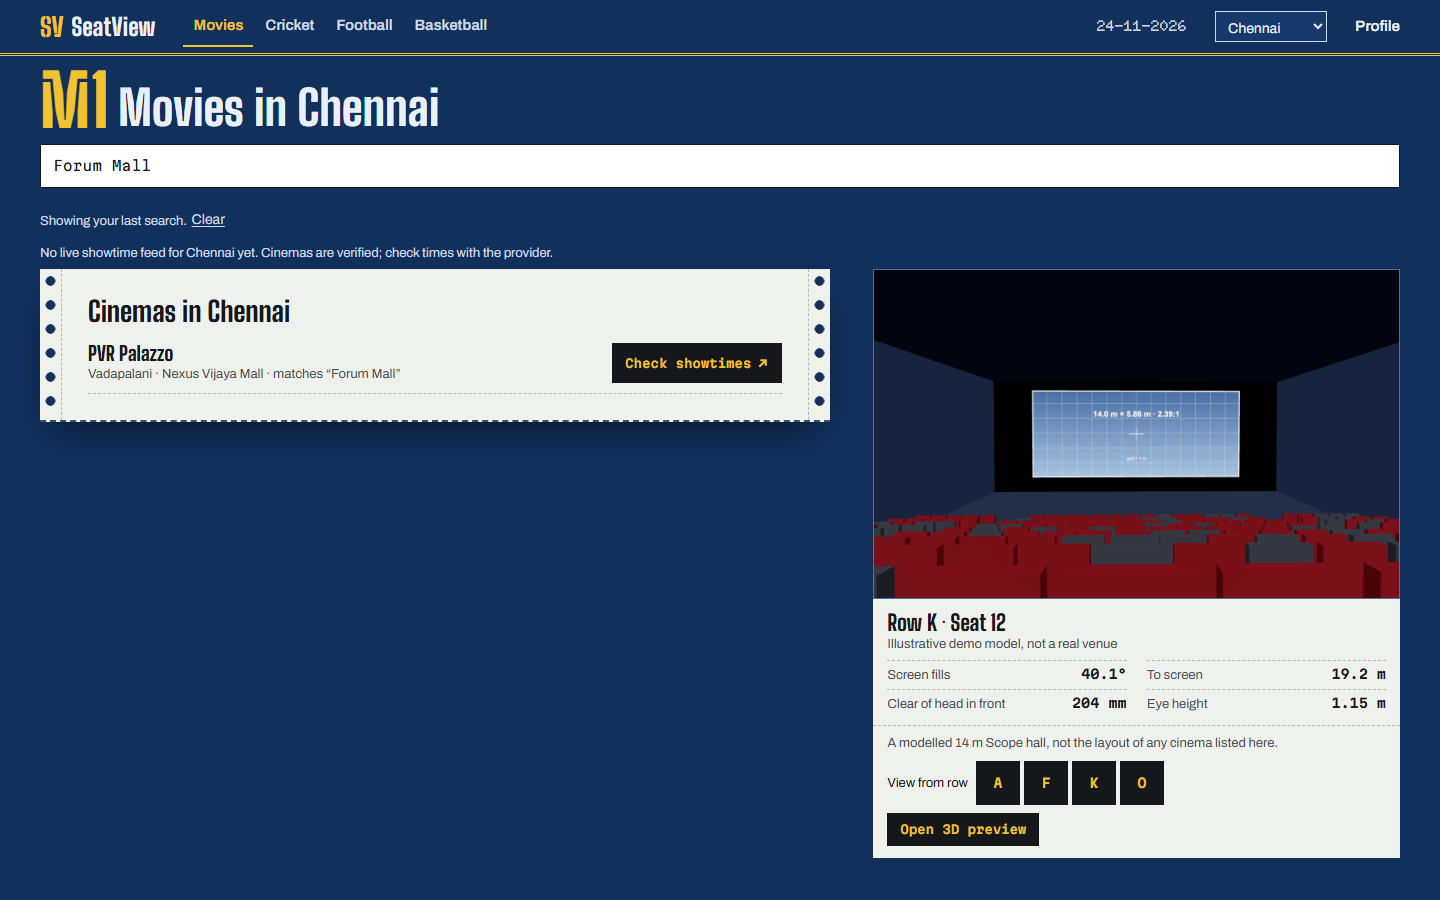 SV SeatView Movies Cricket Football Basketball 24-11-2026 Chennai Profile
M1 Movies in Chennai
Forum Mall
Showing your last search. Clear
No live showtime feed for Chennai yet. Cinemas are verified; check times with the provider.
Cinemas in Chennai
PVR Palazzo
Vadapalani · Nexus Vijaya Mall · matches “Forum Mall”
Check showtimes ↗
14.0 m × 5.86 m · 2.39:1
Row K · Seat 12
Illustrative demo model, not a real venue
Screen fills 40.1° To screen 19.2 m
Clear of head in front 204 mm Eye height 1.15 m
A modelled 14 m Scope hall, not the layout of any cinema listed here.
View from row A F K O
Open 3D preview